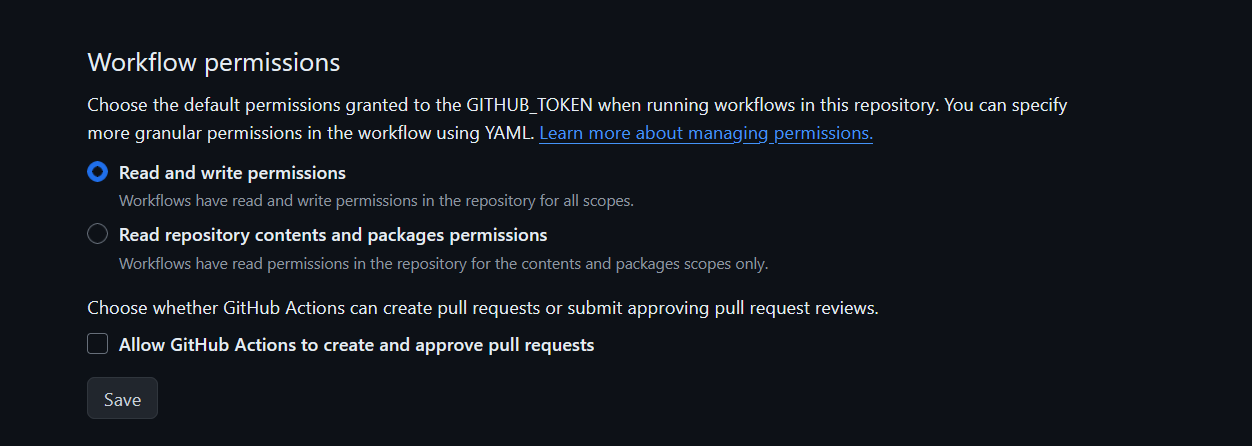 Workflow permissions
Choose the default permissions granted to the GITHUB_TOKEN when running workflows in this repository. You can specify
more granular permissions in the workflow using YAML. Learn more about managing permissions.
Read and write permissions
Workflows have read and write permissions in the repository for all scopes.
Read repository contents and packages permissions
Workflows have read permissions in the repository for the contents and packages scopes only.
Choose whether GitHub Actions can create pull requests or submit approving pull request reviews.
Allow GitHub Actions to create and approve pull requests
Save